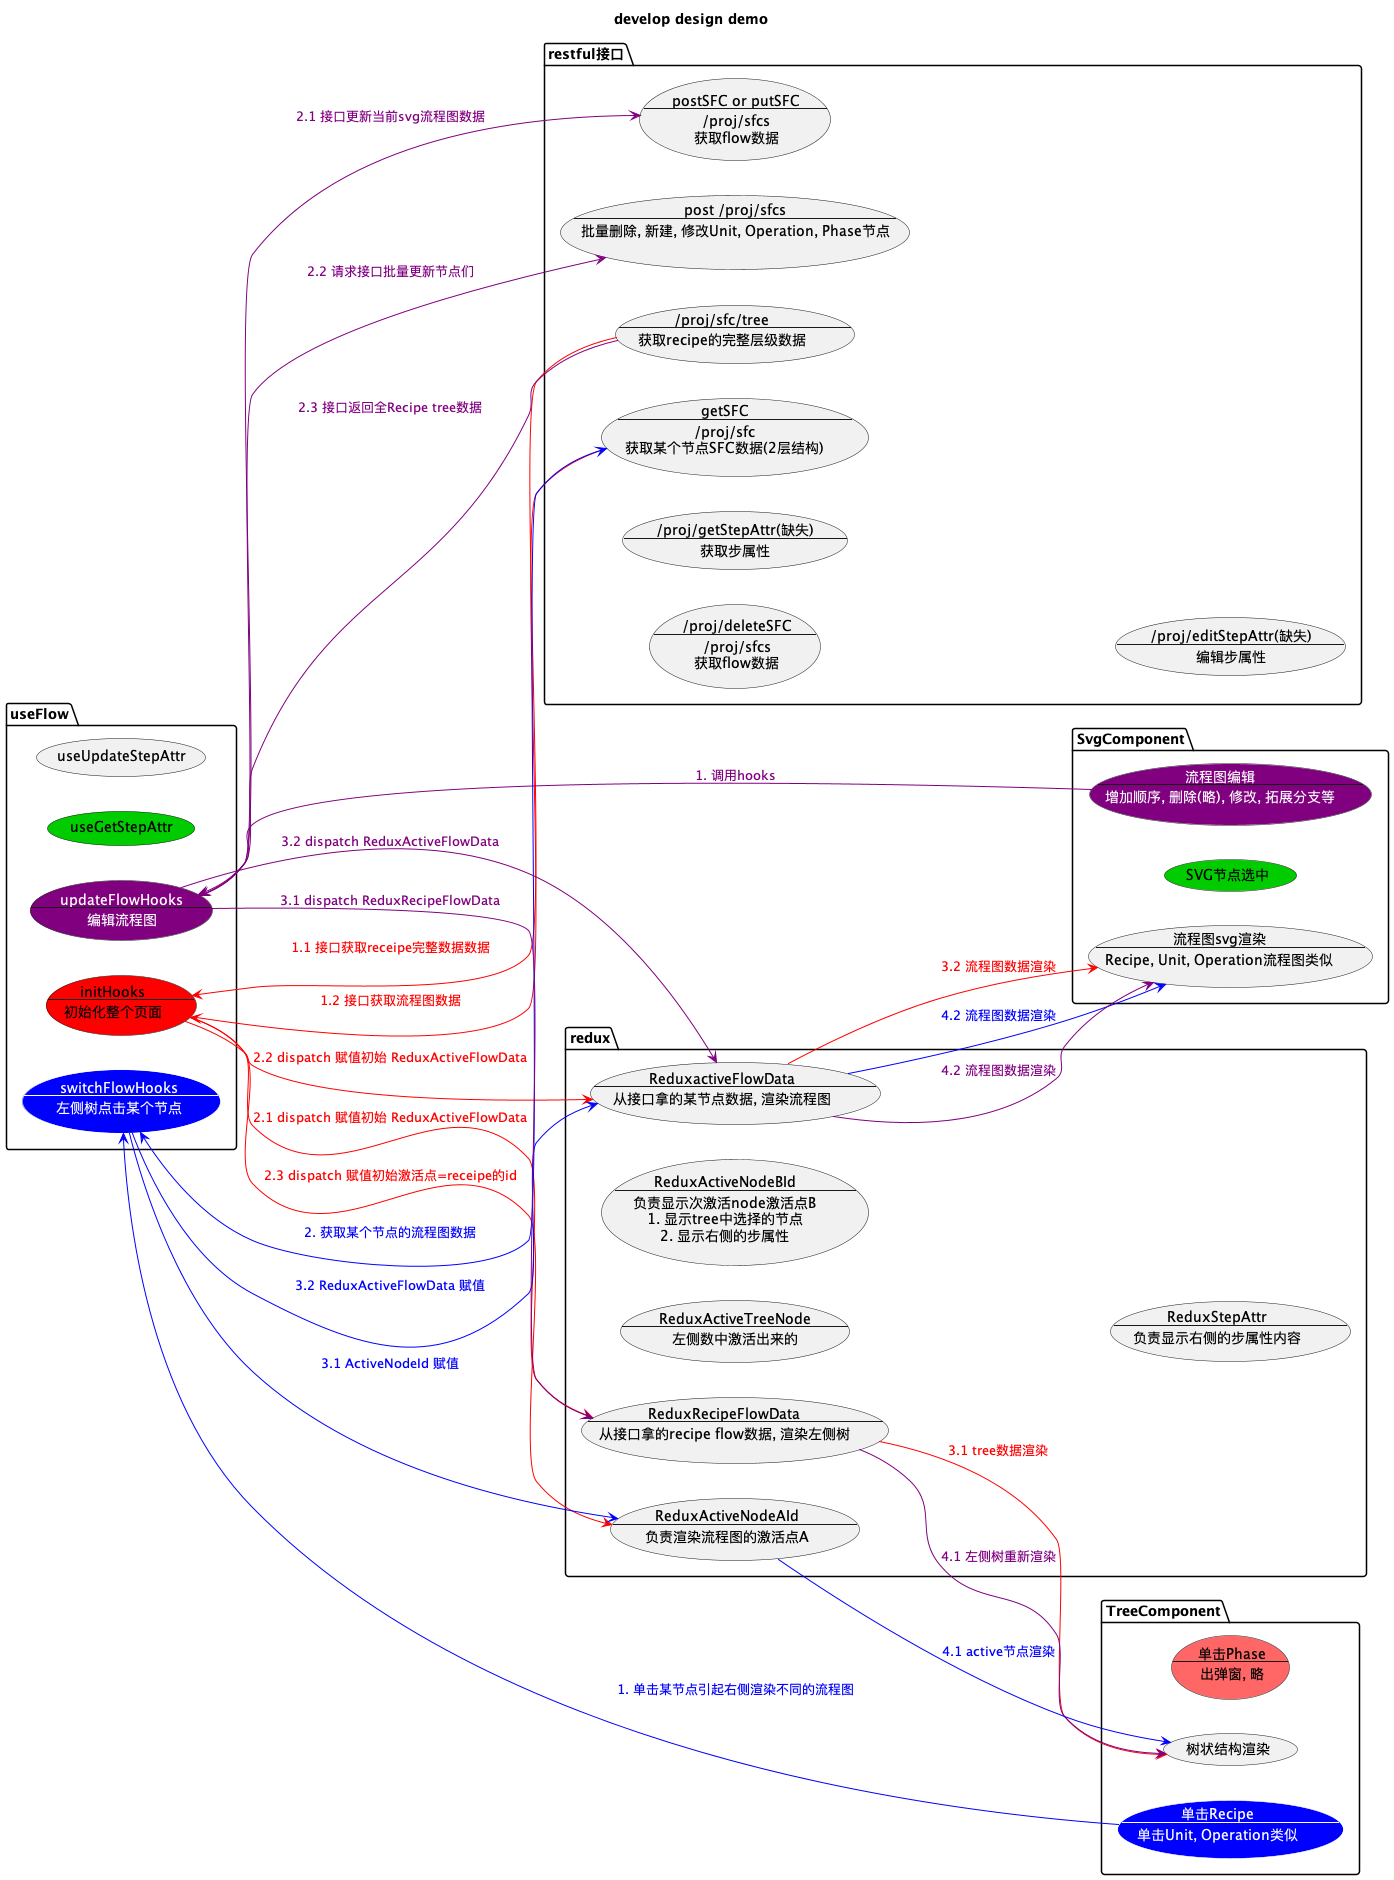 develop design demo
restful接口
postSFC or putSFC
/proj/sfcs
获取flow数据
2.1 接口更新当前svg流程图数据
post /proj/sfcs
批量删除, 新建, 修改Unit, Operation, Phase节点
2.2 请求接口批量更新节点们
/proj/sfc/tree
获取recipe的完整层级数据
2.3 接口返回全Recipe tree数据
getSFC
/proj/sfc
获取某个节点SFC数据(2层结构)
/proj/getStepAttr(缺失)
获取步属性
/proj/deleteSFC
/proj/sfcs
获取flow数据
/proj/editStepAttr(缺失)
编辑步属性
useFlow
useUpdateStepAttr
useGetStepAttr
updateFlowHooks
编辑流程图
initHooks
初始化整个页面
switchFlowHooks
左侧树点击某个节点
SvgComponent
流程图编辑
增加顺序, 删除(略), 修改, 拓展分支等
SVG节点选中
流程图svg渲染
Recipe, Unit, Operation流程图类似
1. 调用hooks
3.2 dispatch ReduxActiveFlowData
3.1 dispatch ReduxRecipeFlowData
1.1 接口获取receipe完整数据数据
1.2 接口获取流程图数据
2.2 dispatch 赋值初始 ReduxActiveFlowData
2.1 dispatch 赋值初始 ReduxActiveFlowData
2.3 dispatch 赋值初始激活点=receipe的id
2. 获取某个节点的流程图数据
3.2 ReduxActiveFlowData 赋值
3.1 ActiveNodeId 赋值
3.2 流程图数据渲染
4.2 流程图数据渲染
4.2 流程图数据渲染
redux
ReduxactiveFlowData
从接口拿的某节点数据, 渲染流程图
ReduxActiveNodeBId
负责显示次激活node激活点B
1. 显示tree中选择的节点
2. 显示右侧的步属性
ReduxActiveTreeNode
左侧数中激活出来的
ReduxStepAttr
负责显示右侧的步属性内容
ReduxRecipeFlowData
从接口拿的recipe flow数据, 渲染左侧树
ReduxActiveNodeAId
负责渲染流程图的激活点A
3.1 tree数据渲染
4.1 左侧树重新渲染
4.1 active节点渲染
1. 单击某节点引起右侧渲染不同的流程图
TreeComponent
单击Phase
出弹窗, 略
树状结构渲染
单击Recipe
单击Unit, Operation类似